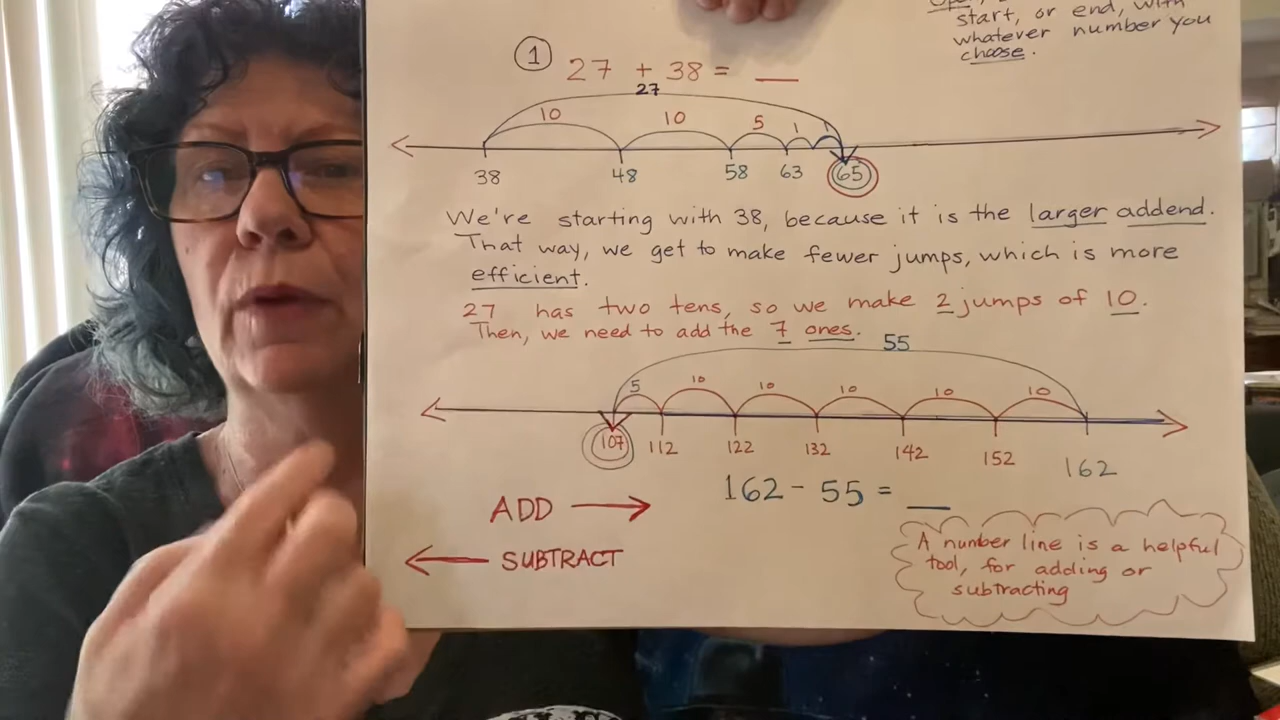 start, or end, with
whatever number you
choose.
① 27 + 38 = __
27
10 10 5 1 1
38 48 58 63 65
We're starting with 38, because it is the larger addend.
That way, we get to make fewer jumps, which is more
efficient.
27 has two tens, so we make 2 jumps of 10.
Then, we need to add the 7 ones.
55
5 10 10 10 10 10
107 112 122 132 142 152 162
162 - 55 = __
ADD →
← SUBTRACT
A number line is a helpful
tool, for adding or
subtracting